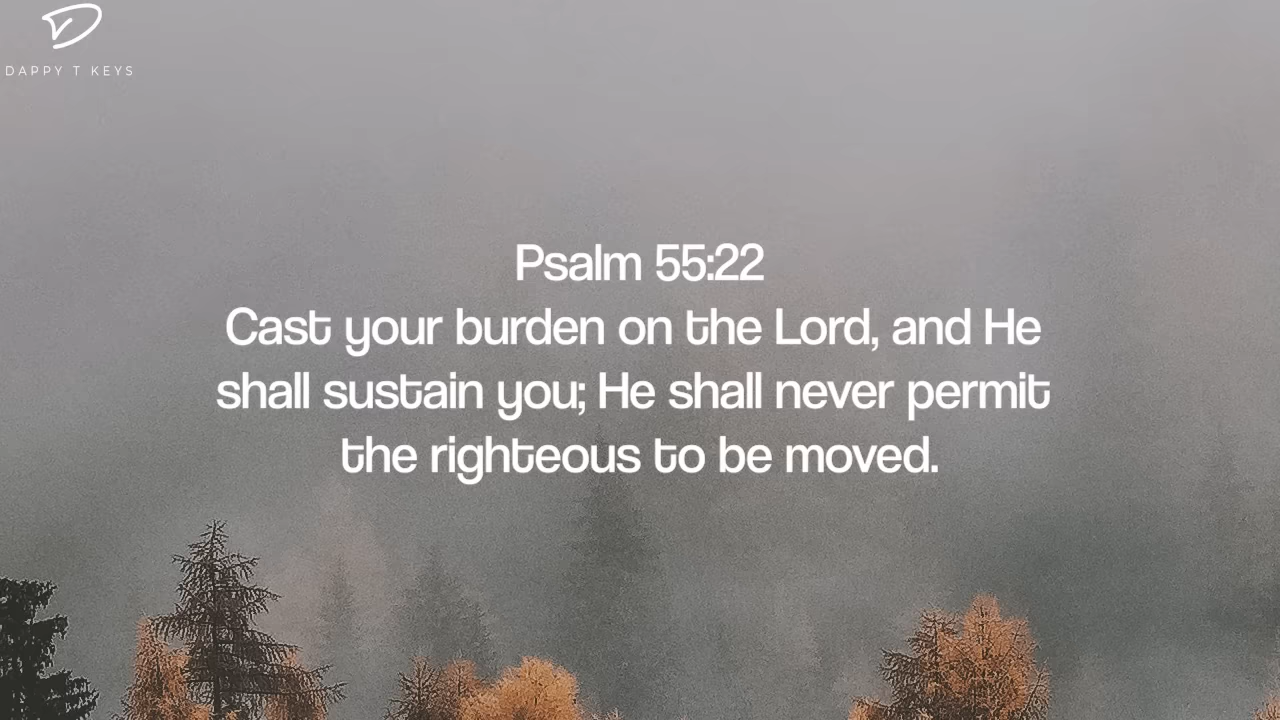 DAPPY T KEYS
Psalm 55:22
Cast your burden on the Lord, and He
shall sustain you; He shall never permit
the righteous to be moved.